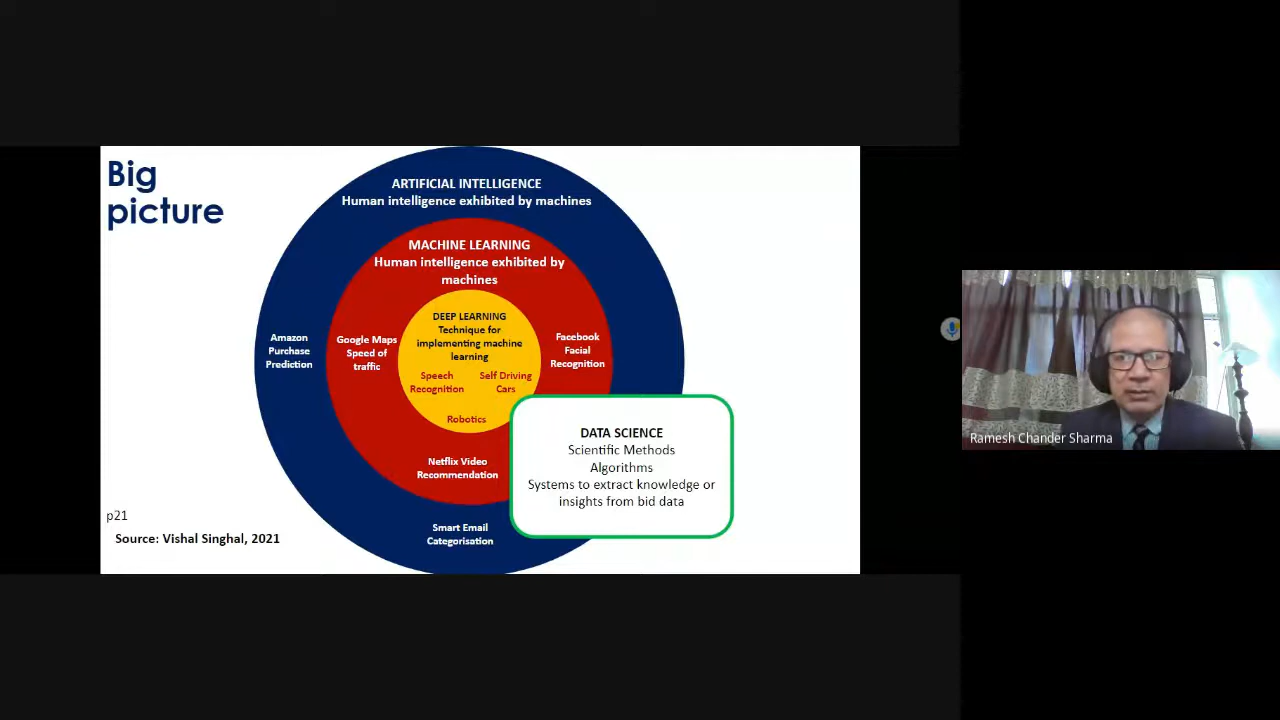 Big
picture
ARTIFICIAL INTELLIGENCE
Human intelligence exhibited by machines
MACHINE LEARNING
Human intelligence exhibited by
machines
DEEP LEARNING
Technique for
implementing machine
learning
Speech
Recognition
Self Driving
Cars
Robotics
Amazon
Purchase
Prediction
Google Maps
Speed of
traffic
Facebook
Facial
Recognition
Netflix Video
Recommendation
Smart Email
Categorisation
DATA SCIENCE
Scientific Methods
Algorithms
Systems to extract knowledge or
insights from bid data
p21
Source: Vishal Singhal, 2021
Ramesh Chander Sharma